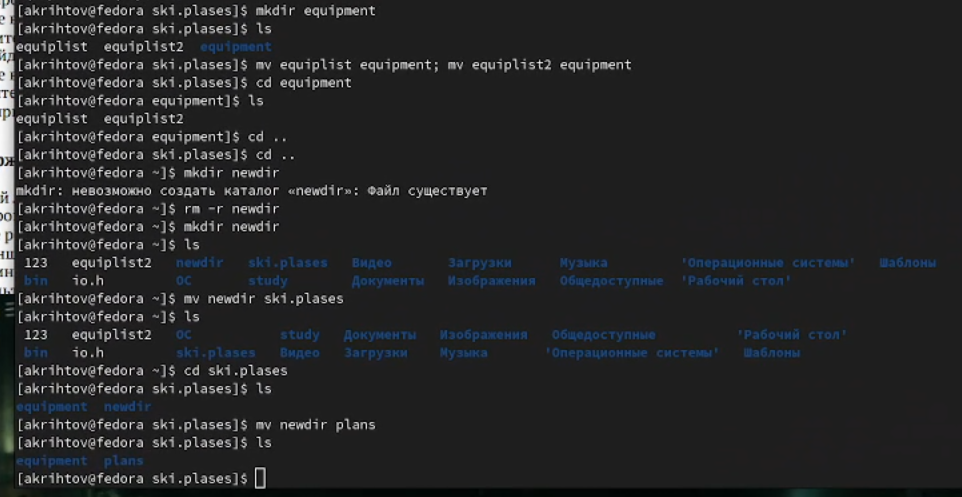 [akrihtov@fedora ski.plases]$ mkdir equipment
[akrihtov@fedora ski.plases]$ ls
equiplist  equiplist2  equipment
[akrihtov@fedora ski.plases]$ mv equiplist equipment; mv equiplist2 equipment
[akrihtov@fedora ski.plases]$ cd equipment
[akrihtov@fedora equipment]$ ls
equiplist  equiplist2
[akrihtov@fedora equipment]$ cd ..
[akrihtov@fedora ski.plases]$ cd ..
[akrihtov@fedora ~]$ mkdir newdir
mkdir: невозможно создать каталог «newdir»: Файл существует
[akrihtov@fedora ~]$ rm -r newdir
[akrihtov@fedora ~]$ mkdir newdir
[akrihtov@fedora ~]$ ls
123  equiplist2  newdir  ski.plases  Видео  Загрузки  Музыка  'Операционные системы'  Шаблоны
bin  io.h  ОС  study  Документы  Изображения  Общедоступные  'Рабочий стол'
[akrihtov@fedora ~]$ mv newdir ski.plases
[akrihtov@fedora ~]$ ls
123  equiplist2  ОС  study  Документы  Изображения  Общедоступные  'Рабочий стол'
bin  io.h  ski.plases  Видео  Загрузки  Музыка  'Операционные системы'  Шаблоны
[akrihtov@fedora ~]$ cd ski.plases
[akrihtov@fedora ski.plases]$ ls
equipment  newdir
[akrihtov@fedora ski.plases]$ mv newdir plans
[akrihtov@fedora ski.plases]$ ls
equipment  plans
[akrihtov@fedora ski.plases]$